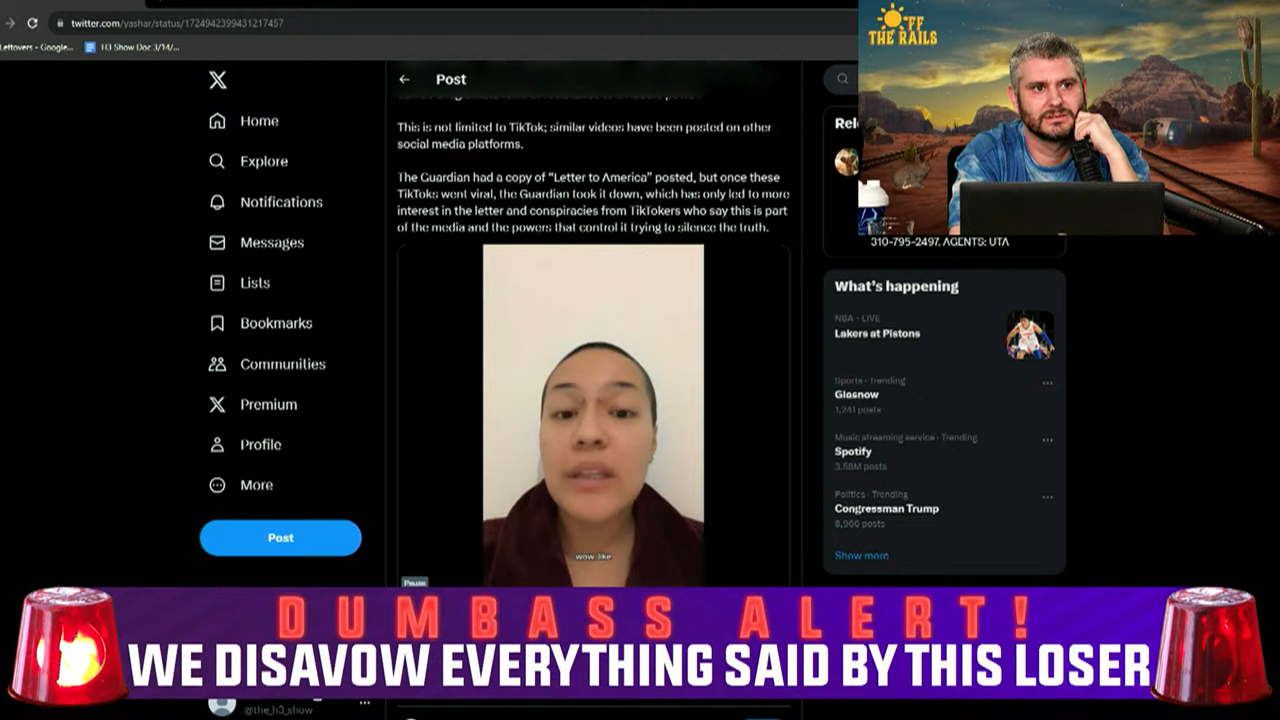 twitter.com/yashar/status/1724942399431217457
Leftovers - Google...
H3 Show Doc 3/14/...
OFF
THE RAILS
X
Home
Explore
Notifications
Messages
Lists
Bookmarks
Communities
Premium
Profile
More
Post
@the_h3_show
Post
This is not limited to TikTok; similar videos have been posted on other
social media platforms.
The Guardian had a copy of “Letter to America” posted, but once these
TikToks went viral, the Guardian took it down, which has only led to more
interest in the letter and conspiracies from TikTokers who say this is part
of the media and the powers that control it trying to silence the truth.
wow like
Pause
Rel
310-795-2497. AGENTS: UTA
What’s happening
NBA · LIVE
Lakers at Pistons
Sports · Trending
Glasnow
1,241 posts
Music streaming service · Trending
Spotify
3.58M posts
Politics · Trending
Congressman Trump
posts
Show more
DUMBASS ALERT!
WE DISAVOW EVERYTHING SAID BY THIS LOSER